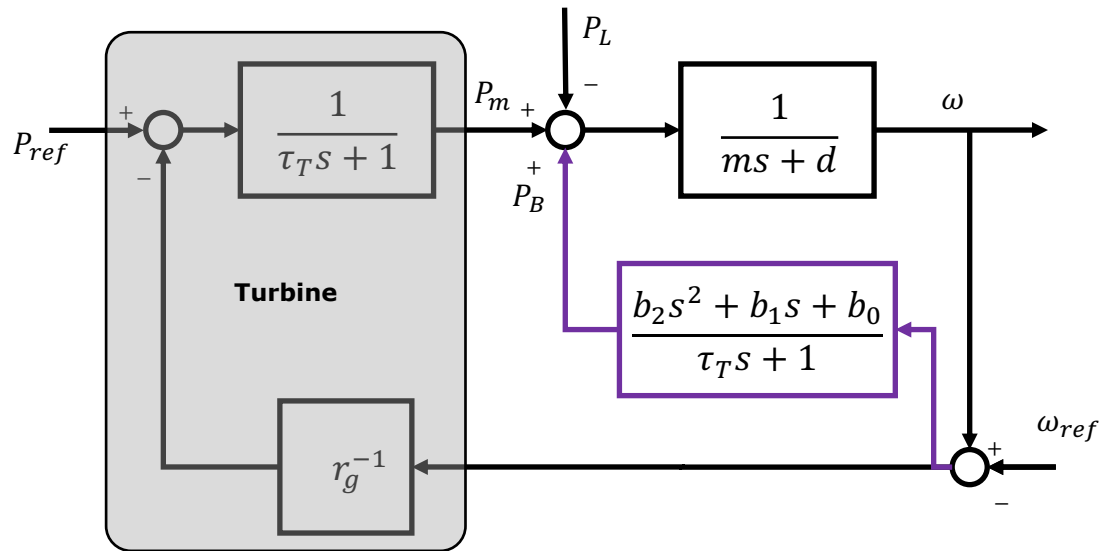 P_L
P_m
+
−
+
ω
P_ref
+
−
1
τ_T s + 1
1
ms + d
+
P_B
Turbine
b_2 s^2 + b_1 s + b_0
τ_T s + 1
r_g^{-1}
ω_ref
+
−